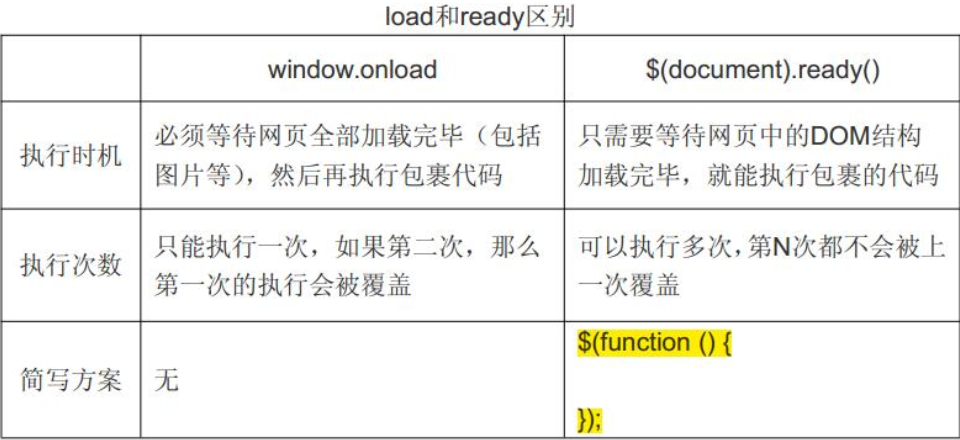 load和ready区别
window.onload
$(document).ready()
执行时机
必须等待网页全部加载完毕（包括
图片等），然后再执行包裹代码
只需要等待网页中的DOM结构
加载完毕，就能执行包裹的代码
执行次数
只能执行一次，如果第二次，那么
第一次的执行会被覆盖
可以执行多次，第N次都不会被上
一次覆盖
简写方案
无
$(function () {
});